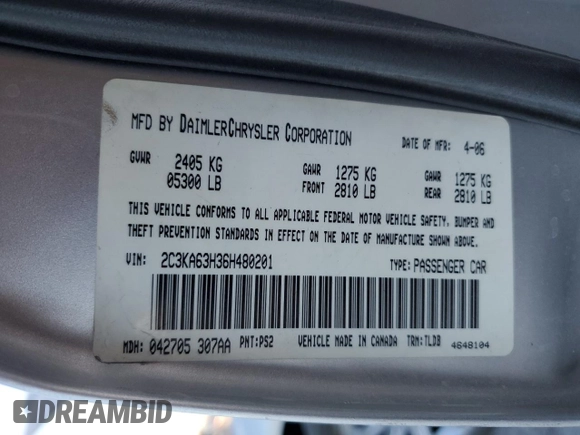 MFD BY DAIMLERCHRYSLER CORPORATION
DATE OF MFR: 4-06
GVWR 2405 KG 05300 LB
GAWR FRONT 1275 KG 2810 LB
GAWR REAR 1275 KG 2810 LB
THIS VEHICLE CONFORMS TO ALL APPLICABLE FEDERAL MOTOR VEHICLE SAFETY, BUMPER AND
THEFT PREVENTION STANDARDS IN EFFECT ON THE DATE OF MANUFACTURE SHOWN ABOVE.
VIN: 2C3KA63H36H480201 TYPE: PASSENGER CAR
MDH: 042705 307AA PNT:PS2 VEHICLE MADE IN CANADA TRM:TLDB 4648104
DREAMBID